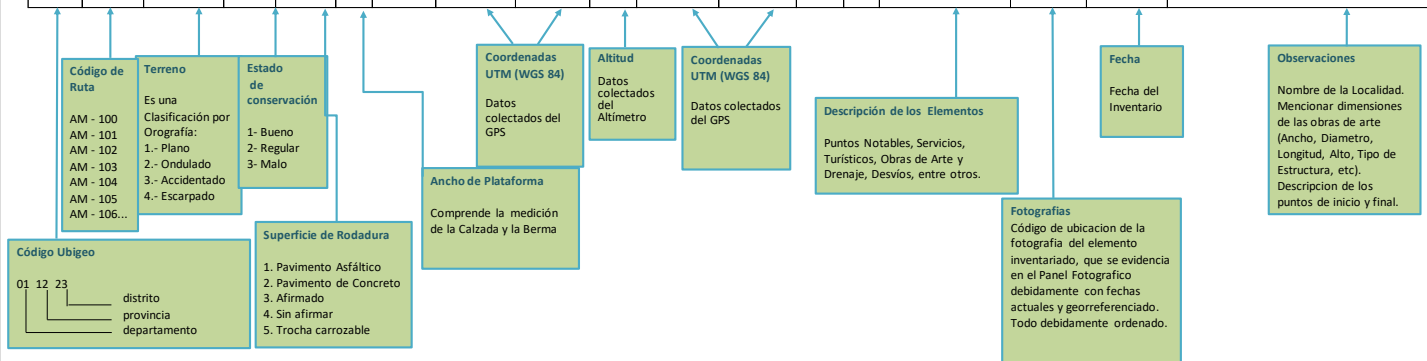 Código de
Ruta
AM - 100
AM - 101
AM - 102
AM - 103
AM - 104
AM - 105
AM - 106...
Terreno
Es una
Clasificación por
Orografía:
1.- Plano
2.- Ondulado
3.- Accidentado
4.- Escarpado
Estado
de
conservación
1- Bueno
2- Regular
3- Malo
Coordenadas
UTM (WGS 84)
Datos
colectados del
GPS
Altitud
Datos
colectados
del
Altímetro
Coordenadas
UTM (WGS 84)
Datos colectados
del GPS
Descripción de los Elementos
Puntos Notables, Servicios,
Turísticos, Obras de Arte y
Drenaje, Desvíos, entre otros.
Fecha
Fecha del
Inventario
Observaciones
Nombre de la Localidad.
Mencionar dimensiones
de las obras de arte
(Ancho, Diametro,
Longitud, Alto, Tipo de
Estructura, etc).
Descripcion de los
puntos de inicio y final.
Código Ubigeo
01 12 23
distrito
provincia
departamento
Superficie de Rodadura
1. Pavimento Asfáltico
2. Pavimento de Concreto
3. Afirmado
4. Sin afirmar
5. Trocha carrozable
Ancho de Plataforma
Comprende la medición
de la Calzada y la Berma
Fotografias
Código de ubicacion de la
fotografia del elemento
inventariado, que se evidencia
en el Panel Fotografico
debidamente con fechas
actuales y georreferenciado.
Todo debidamente ordenado.